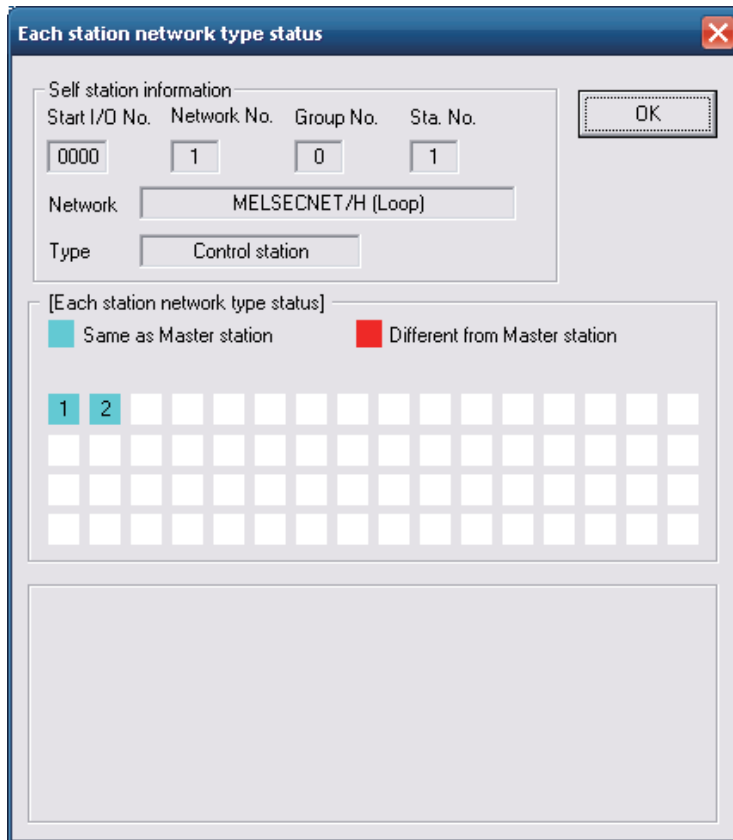 Each station network type status
Self station information
Start I/O No. Network No. Group No. Sta. No.
0000 1 0 1
OK
Network MELSECNET/H (Loop)
Type Control station
[Each station network type status]
Same as Master station Different from Master station
1 2